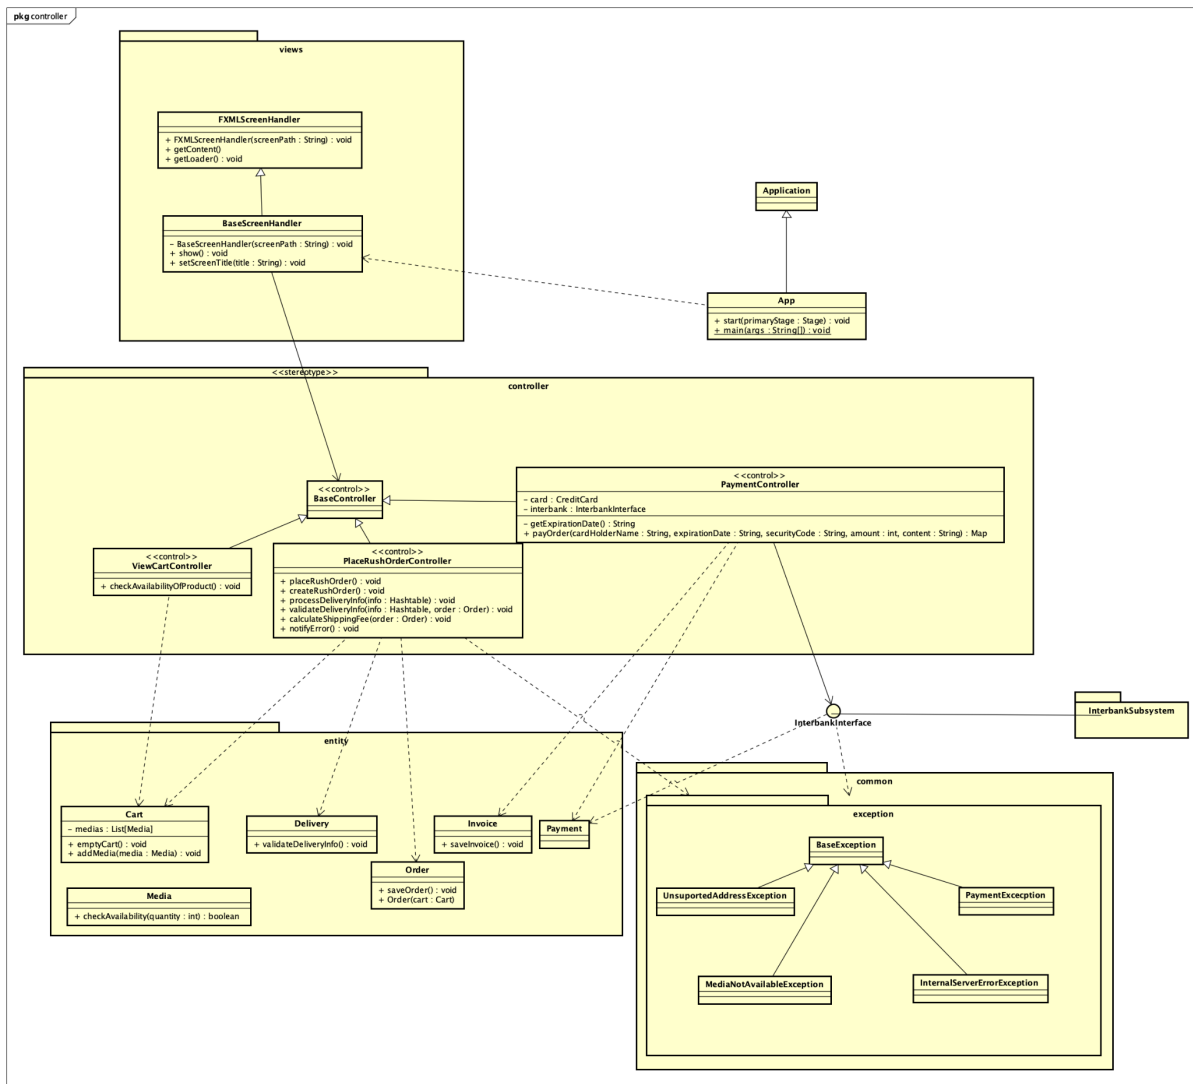 pkg controller
views
FXMLScreenHandler
+ FXMLScreenHandler(screenPath : String) : void
+ getContent()
+ getLoader() : void
BaseScreenHandler
– BaseScreenHandler(screenPath : String) : void
+ show() : void
+ setScreenTitle(title : String) : void
Application
App
+ start(primaryStage : Stage) : void
+ main(args : String[]) : void
<<stereotype>>
controller
<<control>>
BaseController
<<control>>
PaymentController
– card : CreditCard
– interbank : InterbankInterface
– getExpirationDate() : String
+ payOrder(cardHolderName : String, expirationDate : String, securityCode : String, amount : int, content : String) : Map
<<control>>
ViewCartController
+ checkAvailabilityOfProduct() : void
<<control>>
PlaceRushOrderController
+ placeRushOrder() : void
+ createRushOrder() : void
+ processDeliveryInfo(info : Hashtable) : void
+ validateDeliveryInfo(info : Hashtable, order : Order) : void
+ calculateShippingFee(order : Order) : void
+ notifyError() : void
InterbankInterface
InterbankSubsystem
entity
Cart
– medias : List[Media]
+ emptyCart() : void
+ addMedia(media : Media) : void
Delivery
+ validateDeliveryInfo() : void
Invoice
+ saveInvoice() : void
Payment
Order
+ saveOrder() : void
+ Order(cart : Cart)
Media
+ checkAvailability(quantity : int) : boolean
common
exception
BaseException
UnsuportedAddressException
PaymentExcecption
MediaNotAvailableException
InternalServerErrorException